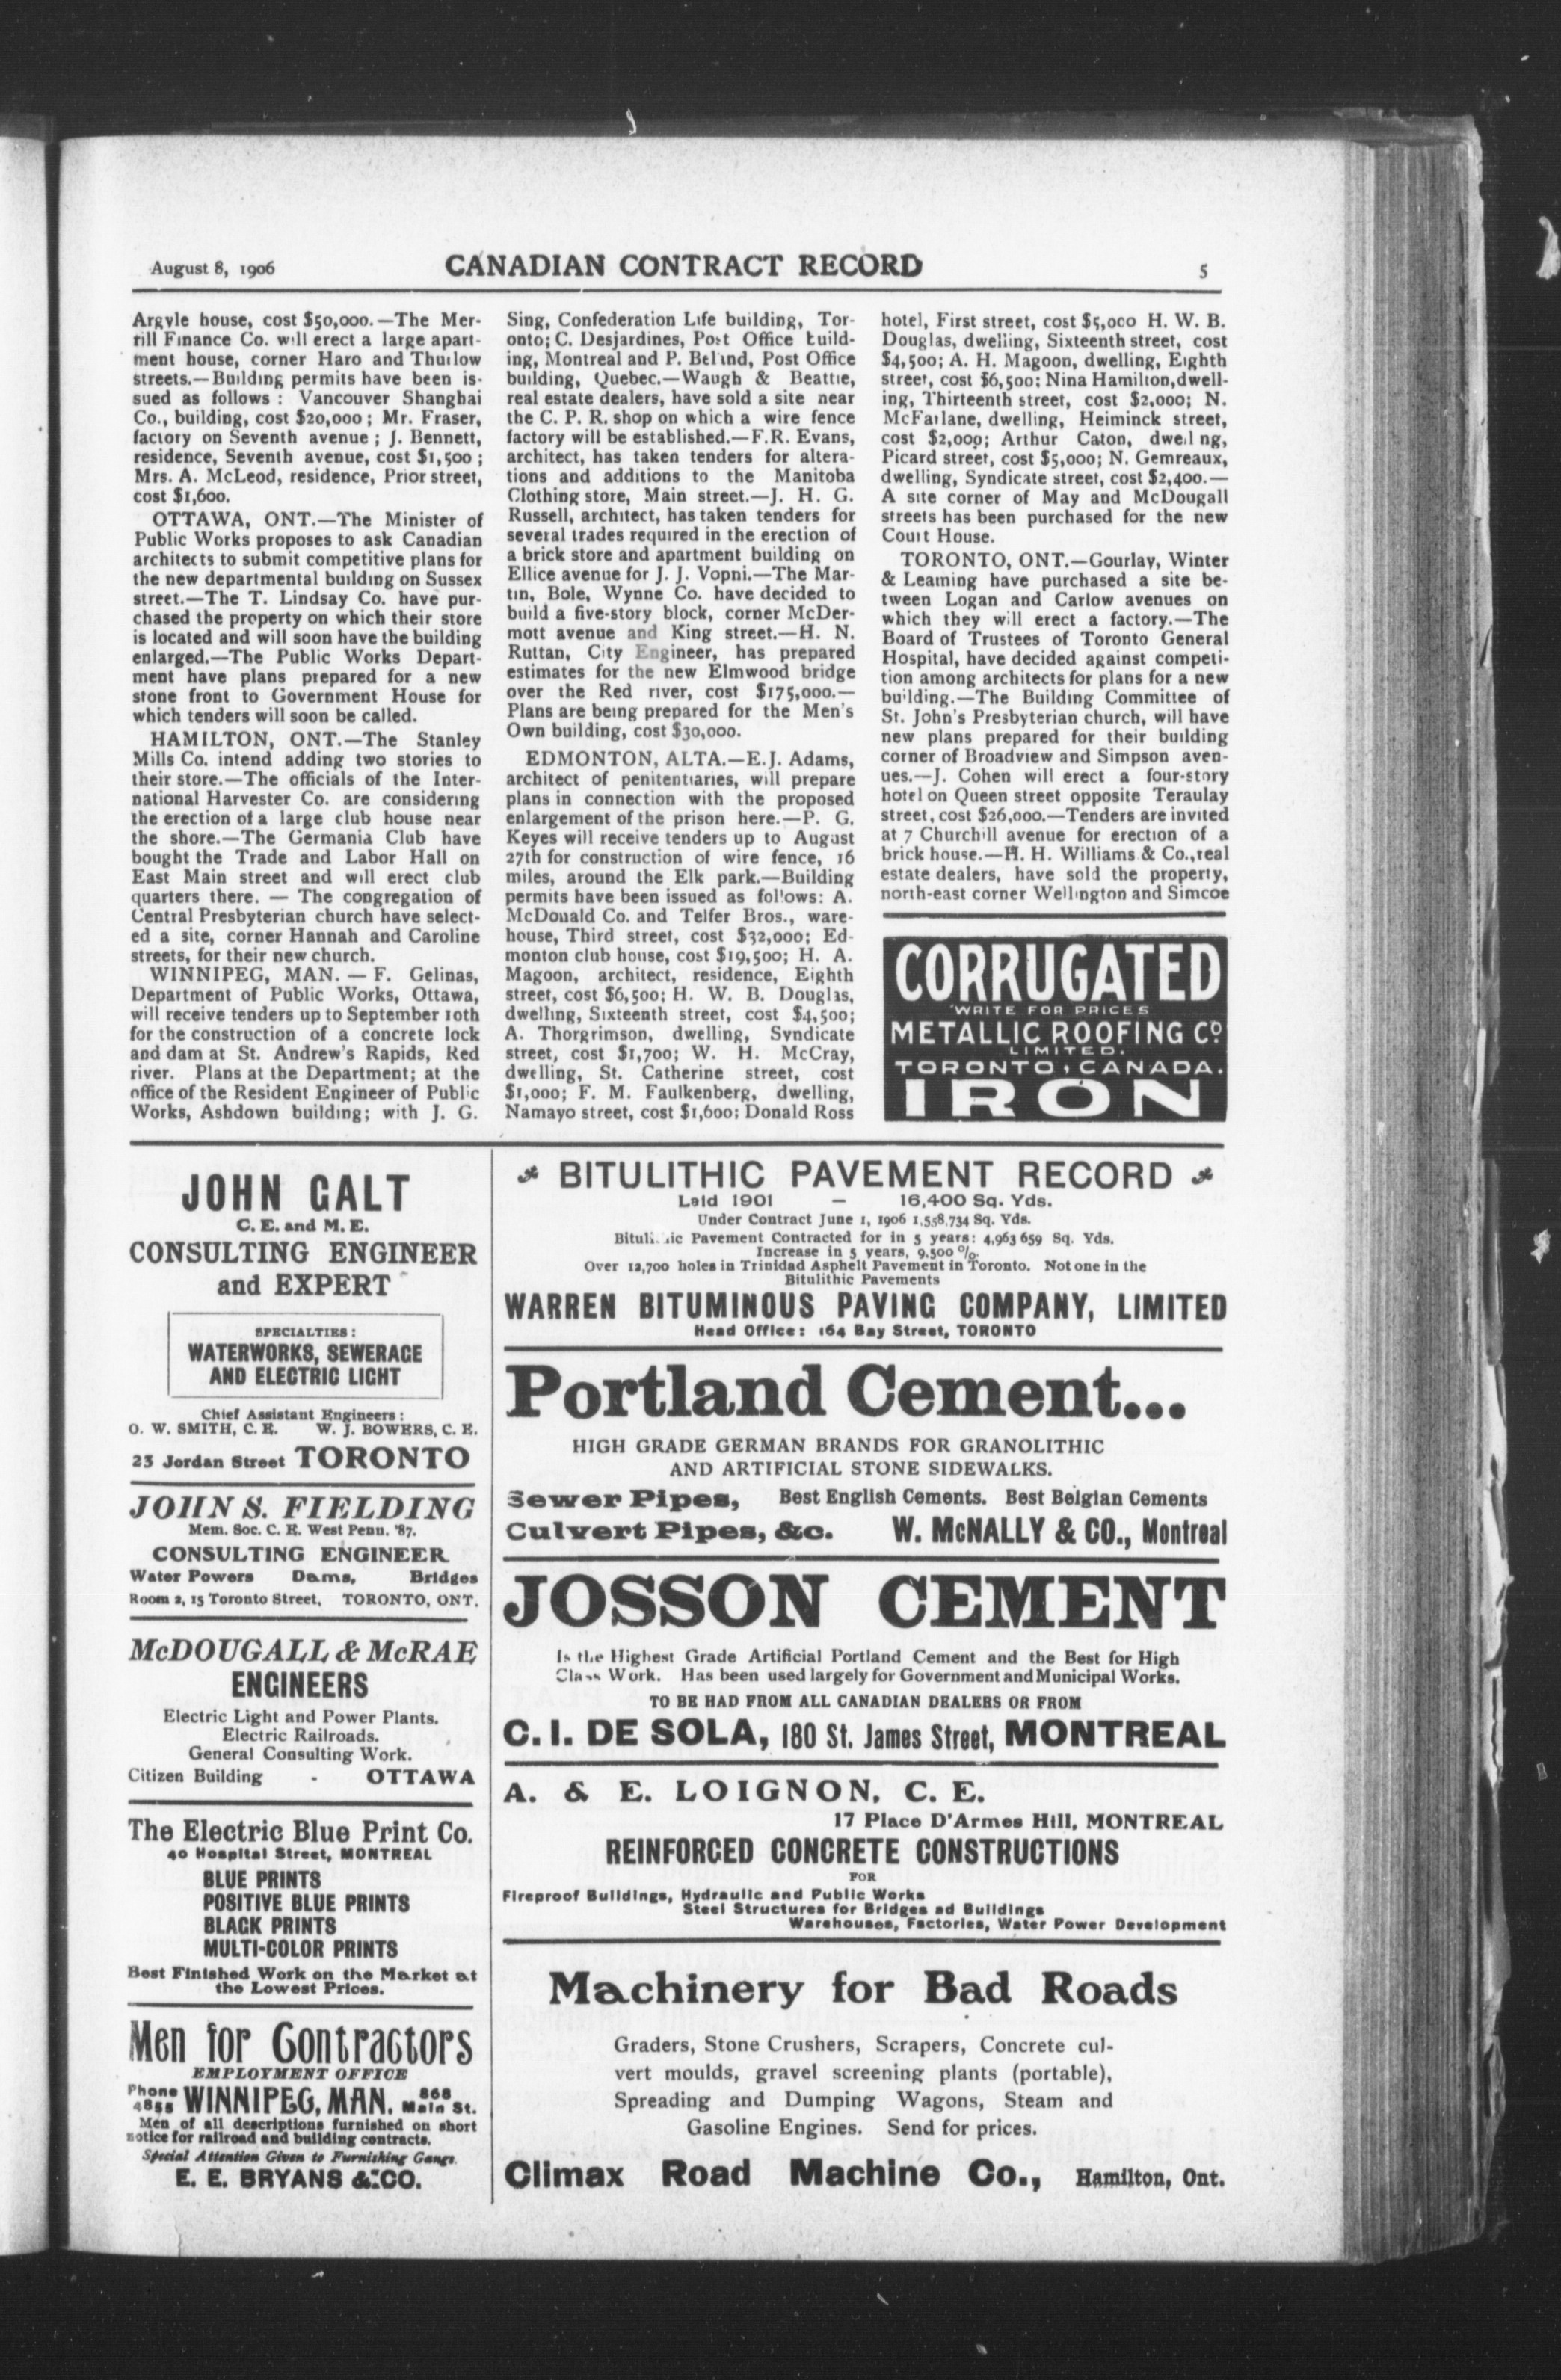 August 8, 1906
CANADIAN CONTRACT RECORD
5
Argyle house, cost $50,000.—The Mer-
rill Finance Co. will erect a large apart-
ment house, corner Haro and Thurlow
streets.—Building permits have been is-
sued as follows : Vancouver Shanghai
Co., building, cost $20,000 ; Mr. Fraser,
factory on Seventh avenue ; J. Bennett,
residence, Seventh avenue, cost $1,500 ;
Mrs. A. McLeod, residence, Prior street,
cost $1,600.
OTTAWA, ONT.—The Minister of
Public Works proposes to ask Canadian
architects to submit competitive plans for
the new departmental building on Sussex
street.—The T. Lindsay Co. have pur-
chased the property on which their store
is located and will soon have the building
enlarged.—The Public Works Depart-
ment have plans prepared for a new
stone front to Government House for
which tenders will soon be called.
HAMILTON, ONT.—The Stanley
Mills Co. intend adding two stories to
their store.—The officials of the Inter-
national Harvester Co. are considering
the erection of a large club house near
the shore.—The Germania Club have
bought the Trade and Labor Hall on
East Main street and will erect club
quarters there. — The congregation of
Central Presbyterian church have select-
ed a site, corner Hannah and Caroline
streets, for their new church.
WINNIPEG, MAN. — F. Gelinas,
Department of Public Works, Ottawa,
will receive tenders up to September 10th
for the construction of a concrete lock
and dam at St. Andrew's Rapids, Red
river. Plans at the Department; at the
office of the Resident Engineer of Public
Works, Ashdown building; with J. G.
Sing, Confederation Life building, Tor-
onto; C. Desjardines, Post Office build-
ing, Montreal and P. Beland, Post Office
building, Quebec.—Waugh & Beattie,
real estate dealers, have sold a site near
the C. P. R. shop on which a wire fence
factory will be established.—F.R. Evans,
architect, has taken tenders for altera-
tions and additions to the Manitoba
Clothing store, Main street.—J. H. G.
Russell, architect, has taken tenders for
several trades required in the erection of
a brick store and apartment building on
Ellice avenue for J. J. Vopni.—The Mar-
tin, Bole, Wynne Co. have decided to
build a five-story block, corner McDer-
mott avenue and King street.—H. N.
Ruttan, City Engineer, has prepared
estimates for the new Elmwood bridge
over the Red river, cost $175,000.—
Plans are being prepared for the Men's
Own building, cost $30,000.
EDMONTON, ALTA.—E.J. Adams,
architect of penitentiaries, will prepare
plans in connection with the proposed
enlargement of the prison here.—P. G.
Keyes will receive tenders up to August
27th for construction of wire fence, 16
miles, around the Elk park.—Building
permits have been issued as follows: A.
McDonald Co. and Telfer Bros., ware-
house, Third street, cost $32,000; Ed-
monton club house, cost $19,500; H. A.
Magoon, architect, residence, Eighth
street, cost $6,500; H. W. B. Douglas,
dwelling, Sixteenth street, cost $4,500;
A. Thorgrimson, dwelling, Syndicate
street, cost $1,700; W. H. McCray,
dwelling, St. Catherine street, cost
$1,000; F. M. Faulkenberg, dwelling,
Namayo street, cost $1,600; Donald Ross
hotel, First street, cost $5,000 H. W. B.
Douglas, dwelling, Sixteenth street, cost
$4,500; A. H. Magoon, dwelling, Eighth
street, cost $6,500; Nina Hamilton,dwell-
ing, Thirteenth street, cost $2,000; N.
McFarlane, dwelling, Heiminck street,
cost $2,000; Arthur Caton, dwelling,
Picard street, cost $5,000; N. Gemreaux,
dwelling, Syndicate street, cost $2,400.—
A site corner of May and McDougall
streets has been purchased for the new
Court House.
TORONTO, ONT.—Gourlay, Winter
& Leaming have purchased a site be-
tween Logan and Carlow avenues on
which they will erect a factory.—The
Board of Trustees of Toronto General
Hospital, have decided against competi-
tion among architects for plans for a new
building.—The Building Committee of
St. John's Presbyterian church, will have
new plans prepared for their building
corner of Broadview and Simpson aven-
ues.—J. Cohen will erect a four-story
hotel on Queen street opposite Teraulay
street, cost $26,000.—Tenders are invited
at 7 Churchill avenue for erection of a
brick house.—H. H. Williams & Co.,real
estate dealers, have sold the property,
north-east corner Wellington and Simcoe
CORRUGATED
WRITE FOR PRICES
METALLIC ROOFING CO
LIMITED.
TORONTO, CANADA.
IRON
JOHN GALT
C. E. and M. E.
CONSULTING ENGINEER
and EXPERT
SPECIALTIES :
WATERWORKS, SEWERAGE
AND ELECTRIC LIGHT
Chief Assistant Engineers :
O. W. SMITH, C. E. W. J. BOWERS, C. E.
23 Jordan Street TORONTO
JOHN S. FIELDING
Mem. Soc. C. E. West Penn. '87.
CONSULTING ENGINEER
Water Powers Dams, Bridges
Room 2, 15 Toronto Street, TORONTO, ONT.
McDOUGALL & McRAE
ENGINEERS
Electric Light and Power Plants.
Electric Railroads.
General Consulting Work.
Citizen Building - OTTAWA
The Electric Blue Print Co.
40 Hospital Street, MONTREAL
BLUE PRINTS
POSITIVE BLUE PRINTS
BLACK PRINTS
MULTI-COLOR PRINTS
Best Finished Work on the Market at
the Lowest Prices.
Men for Contractors
EMPLOYMENT OFFICE
Phone 4855 WINNIPEG, MAN. 868 Main St.
Men of all descriptions furnished on short
notice for railroad and building contracts.
Special Attention Given to Furnishing Gangs.
E. E. BRYANS & CO.
BITULITHIC PAVEMENT RECORD
Laid 1901 — 16,400 Sq. Yds.
Under Contract June 1, 1906 1,558,734 Sq. Yds.
Bitulithic Pavement Contracted for in 5 years: 4,963 659 Sq. Yds.
Increase in 5 years, 9,500 %.
Over 12,700 holes in Trinidad Asphelt Pavement in Toronto. Not one in the
Bitulithic Pavements
WARREN BITUMINOUS PAVING COMPANY, LIMITED
Head Office: 164 Bay Street, TORONTO
Portland Cement...
HIGH GRADE GERMAN BRANDS FOR GRANOLITHIC
AND ARTIFICIAL STONE SIDEWALKS.
Sewer Pipes, Best English Cements. Best Belgian Cements
Culvert Pipes, &c. W. McNALLY & CO., Montreal
JOSSON CEMENT
Is the Highest Grade Artificial Portland Cement and the Best for High
Class Work. Has been used largely for Government and Municipal Works.
TO BE HAD FROM ALL CANADIAN DEALERS OR FROM
C. I. DE SOLA, 180 St. James Street, MONTREAL
A. & E. LOIGNON, C. E.
17 Place D'Armes Hill, MONTREAL
REINFORCED CONCRETE CONSTRUCTIONS
FOR
Fireproof Buildings, Hydraulic and Public Works
Steel Structures for Bridges ad Buildings
Warehouses, Factories, Water Power Development
Machinery for Bad Roads
Graders, Stone Crushers, Scrapers, Concrete cul-
vert moulds, gravel screening plants (portable),
Spreading and Dumping Wagons, Steam and
Gasoline Engines. Send for prices.
Climax Road Machine Co., Hamilton, Ont.